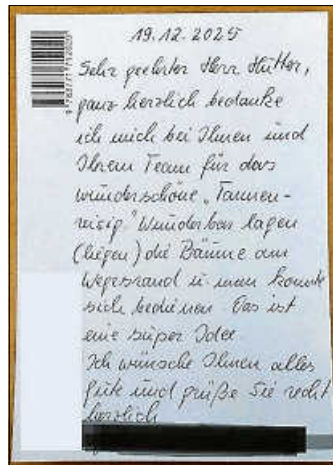 19.12.2025
Sehr geehrter Herr Hütter,
ganz herzlich bedanke
ich mich bei Ihnen und
Ihrem Team für das
wunderschöne „Tannen-
reisig". Wunderbar lagen
(liegen) die Bäume am
Wegesrand u. man konnte
sich bedienen. Das ist
eine super Idee.
Ich wünsche Ihnen alles
gute und grüße Sie recht
herzlich